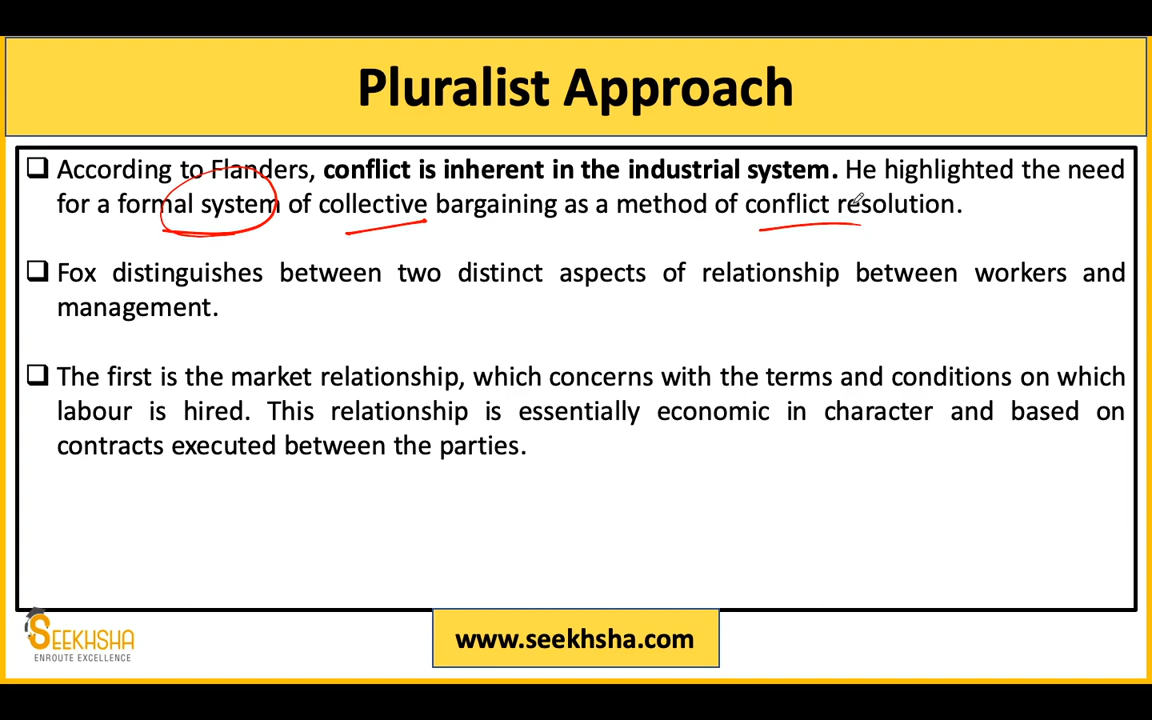 Pluralist Approach
According to Flanders, conflict is inherent in the industrial system. He highlighted the need
for a formal system of collective bargaining as a method of conflict resolution.
Fox distinguishes between two distinct aspects of relationship between workers and
management.
The first is the market relationship, which concerns with the terms and conditions on which
labour is hired. This relationship is essentially economic in character and based on
contracts executed between the parties.
SEEKHSHA
ENROUTE EXCELLENCE
www.seekhsha.com